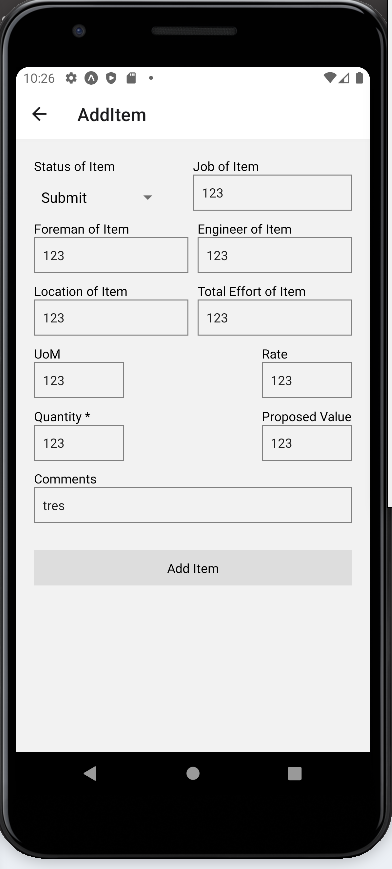 10:26
AddItem
Status of Item Job of Item
Submit 123
Foreman of Item Engineer of Item
123 123
Location of Item Total Effort of Item
123 123
UoM Rate
123 123
Quantity * Proposed Value
123 123
Comments
tres
Add Item